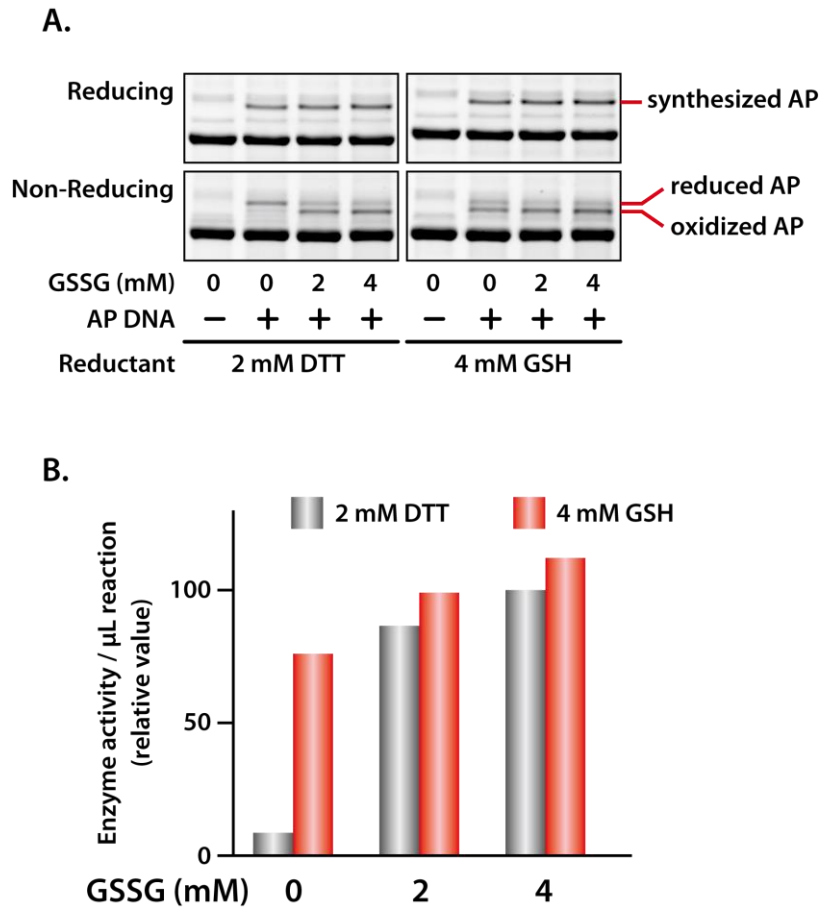 A.
Reducing
synthesized AP
Non-Reducing
reduced AP
oxidized AP
GSSG (mM) 0 0 2 4 0 0 2 4
AP DNA − + + + − + + +
Reductant 2 mM DTT 4 mM GSH
B.
2 mM DTT 4 mM GSH
Enzyme activity / µL reaction
(relative value)
100
50
0
GSSG (mM) 0 2 4